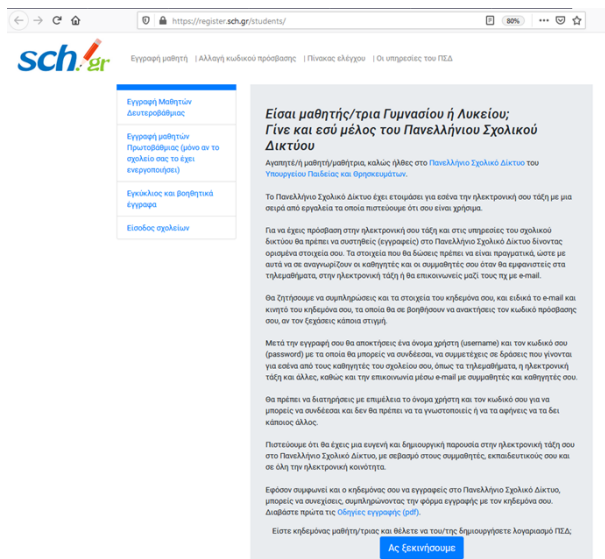 https://register.sch.gr/students/
80%
sch.gr
Εγγραφή μαθητή | Αλλαγή κωδικού πρόσβασης | Πίνακας ελέγχου | Οι υπηρεσίες του ΠΣΔ
Εγγραφή Μαθητών
Δευτεροβάθμιας
Εγγραφή μαθητών
Πρωτοβάθμιας (μόνο αν το
σχολείο σας το έχει
ενεργοποιήσει)
Εγκύκλιος και βοηθητικά
έγγραφα
Είσοδος σχολείων
Είσαι μαθητής/τρια Γυμνασίου ή Λυκείου;
Γίνε και εσύ μέλος του Πανελλήνιου Σχολικού
Δικτύου
Αγαπητέ/ή μαθητή/μαθήτρια, καλώς ήλθες στο Πανελλήνιο Σχολικό Δίκτυο του
Υπουργείου Παιδείας και Θρησκευμάτων.
Το Πανελλήνιο Σχολικό Δίκτυο έχει ετοιμάσει για εσένα την ηλεκτρονική σου τάξη με μια
σειρά από εργαλεία τα οποία πιστεύουμε ότι σου είναι χρήσιμα.
Για να έχεις πρόσβαση στην ηλεκτρονική σου τάξη και στις υπηρεσίες του σχολικού
δικτύου θα πρέπει να συστηθείς (εγγραφείς) στο Πανελλήνιο Σχολικό Δίκτυο δίνοντας
ορισμένα στοιχεία σου. Τα στοιχεία που θα δώσεις πρέπει να είναι πραγματικά, ώστε με
αυτά να σε αναγνωρίζουν οι καθηγητές και οι συμμαθητές σου όταν θα εμφανιστείς στα
τηλεμαθήματα, στην ηλεκτρονική τάξη ή θα επικοινωνείς μαζί τους πχ με e-mail.
Θα ζητήσουμε να συμπληρώσεις και τα στοιχεία του κηδεμόνα σου, και ειδικά το e-mail και
κινητό του κηδεμόνα σου, τα οποία θα σε βοηθήσουν να ανακτήσεις τον κωδικό πρόσβασης
σου, αν τον ξεχάσεις κάποια στιγμή.
Μετά την εγγραφή σου θα αποκτήσεις ένα όνομα χρήστη (username) και τον κωδικό σου
(password) με τα οποία θα μπορείς να συνδέεσαι, να συμμετέχεις σε δράσεις που γίνονται
για εσένα από τους καθηγητές του σχολείου σου, όπως τα τηλεμαθήματα, η ηλεκτρονική
τάξη και άλλες, καθώς και την επικοινωνία μέσω e-mail με συμμαθητές και καθηγητές σου.
Θα πρέπει να διατηρήσεις με επιμέλεια το όνομα χρήστη και τον κωδικό σου για να
μπορείς να συνδέεσαι και δεν θα πρέπει να τα γνωστοποιείς ή να τα αφήνεις να τα δει
κάποιος άλλος.
Πιστεύουμε ότι θα έχεις μια ευγενή και δημιουργική παρουσία στην ηλεκτρονική τάξη σου
στο Πανελλήνιο Σχολικό Δίκτυο, με σεβασμό στους συμμαθητές, εκπαιδευτικούς σου και
σε όλη την ηλεκτρονική κοινότητα.
Εφόσον συμφωνεί και ο κηδεμόνας σου να εγγραφείς στο Πανελλήνιο Σχολικό Δίκτυο,
μπορείς να συνεχίσεις, συμπληρώνοντας την φόρμα εγγραφής με τον κηδεμόνα σου.
Διαβάστε πρώτα τις Οδηγίες εγγραφής (pdf).
Είστε κηδεμόνας μαθήτη/τριας και θέλετε να του/της δημιουργήσετε λογαριασμό ΠΣΔ;
Ας ξεκινήσουμε